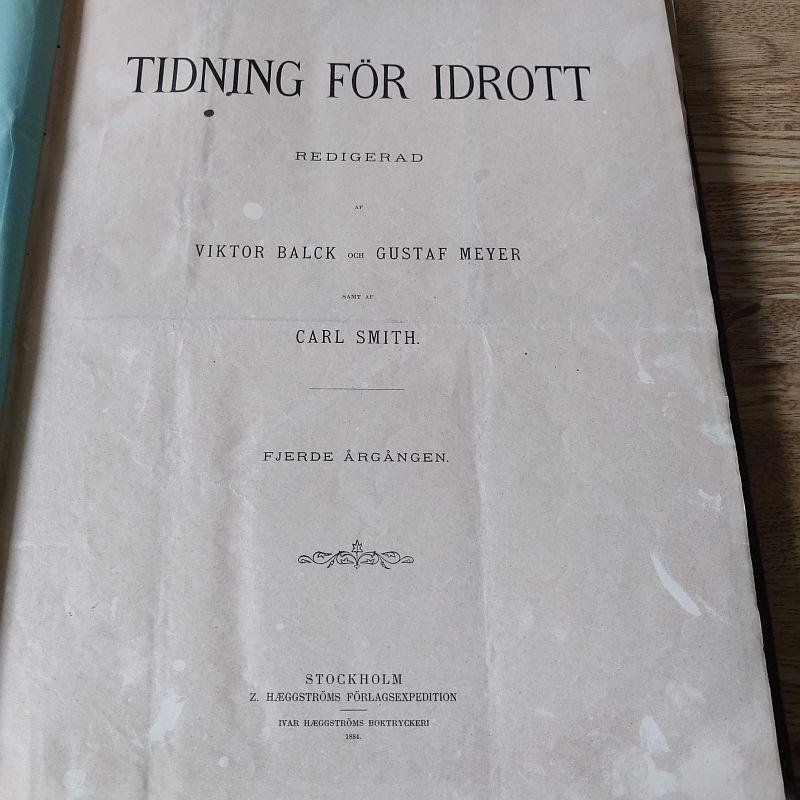 TIDNING FÖR IDROTT
REDIGERAD
AF
VIKTOR BALCK OCH GUSTAF MEYER
SAMT AF
CARL SMITH.
FJERDE ÅRGÅNGEN.
STOCKHOLM
Z. HÆGGSTRÖMS FÖRLAGSEXPEDITION
IVAR HÆGGSTRÖMS BOKTRYCKERI
1884.